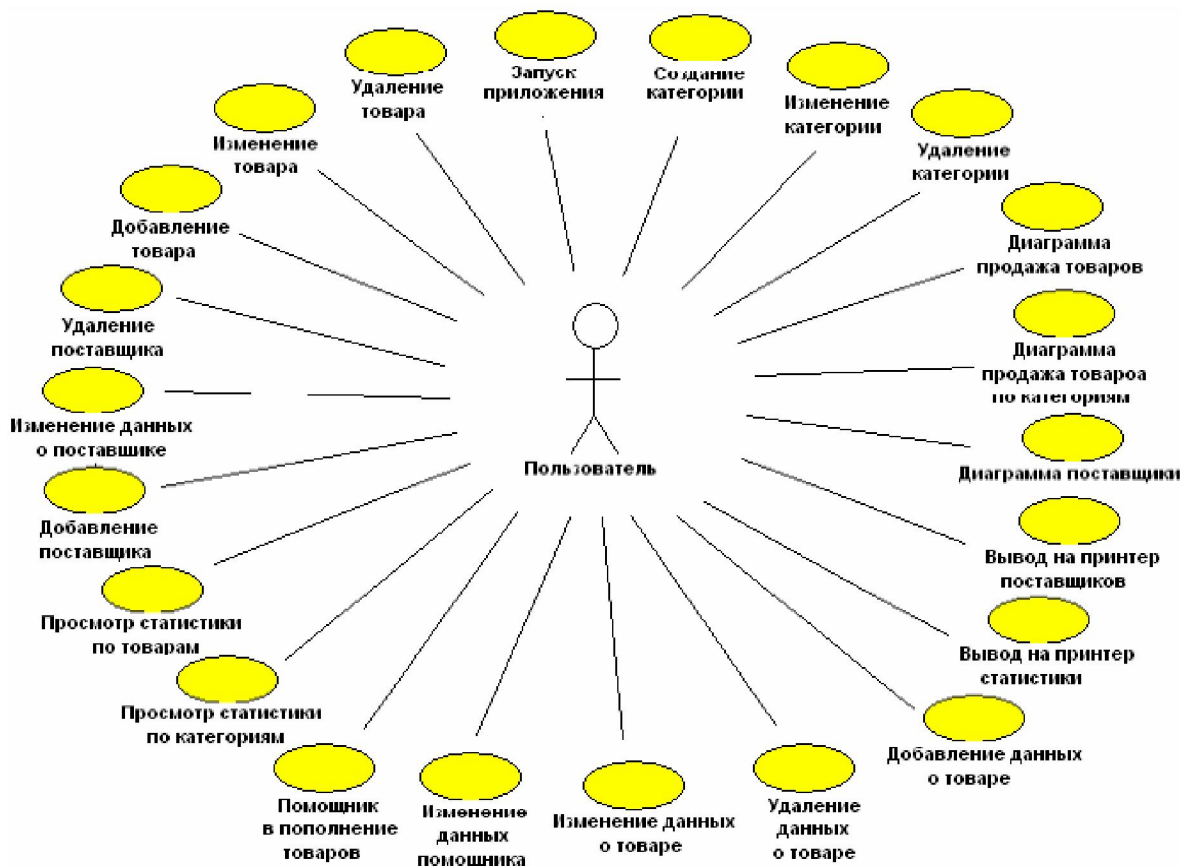 Запуск
приложения
Создание
категории
Изменение
категории
Удаление
категории
Диаграмма
продажа товаров
Диаграмма
продажа товароа
по категориям
Диаграмма поставщики
Вывод на принтер
поставщиков
Вывод на принтер
статистики
Добавление данных
о товаре
Удаление
данных
о товаре
Изменение данных
о товаре
Изменение
данных
помощника
Помощник
в пополнение
товаров
Просмотр статистики
по категориям
Просмотр статистики
по товарам
Добавление
поставщика
Изменение данных
о поставшике
Удаление
поставщика
Добавление
товара
Изменение
товара
Удаление
товара
Пользователь